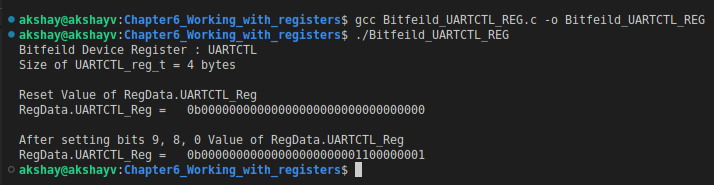 akshay@akshayv:Chapter6_Working_with_registers$ gcc Bitfeild_UARTCTL_REG.c -o Bitfeild_UARTCTL_REG
akshay@akshayv:Chapter6_Working_with_registers$ ./Bitfeild_UARTCTL_REG
Bitfeild Device Register : UARTCTL
Size of UARTCTL_reg_t = 4 bytes
Reset Value of RegData.UARTCTL_Reg
RegData.UARTCTL_Reg =   0b00000000000000000000000000000000
After setting bits 9, 8, 0 Value of RegData.UARTCTL_Reg
RegData.UARTCTL_Reg =   0b00000000000000000000001100000001
akshay@akshayv:Chapter6_Working_with_registers$